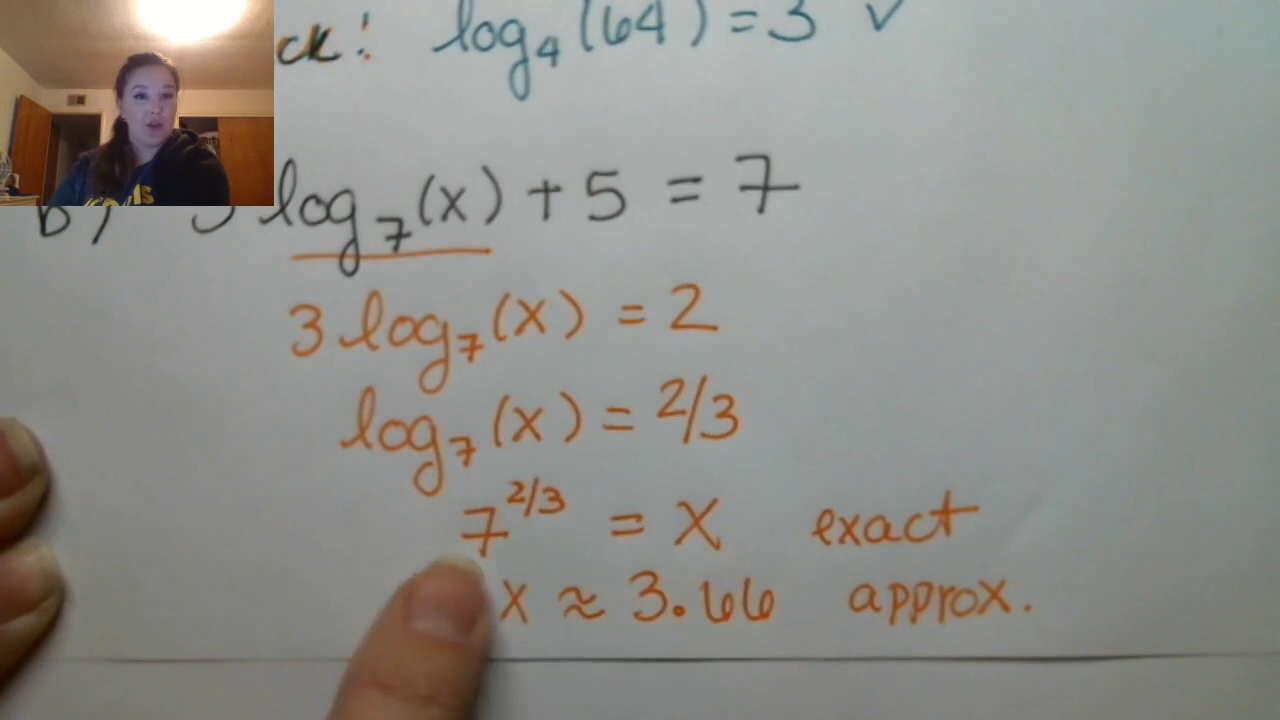 ck! log₄(64) = 3 ✓
b) 3 log₇(x) + 5 = 7
3 log₇(x) = 2
log₇(x) = 2/3
7^(2/3) = x exact
x ≈ 3.66 approx.